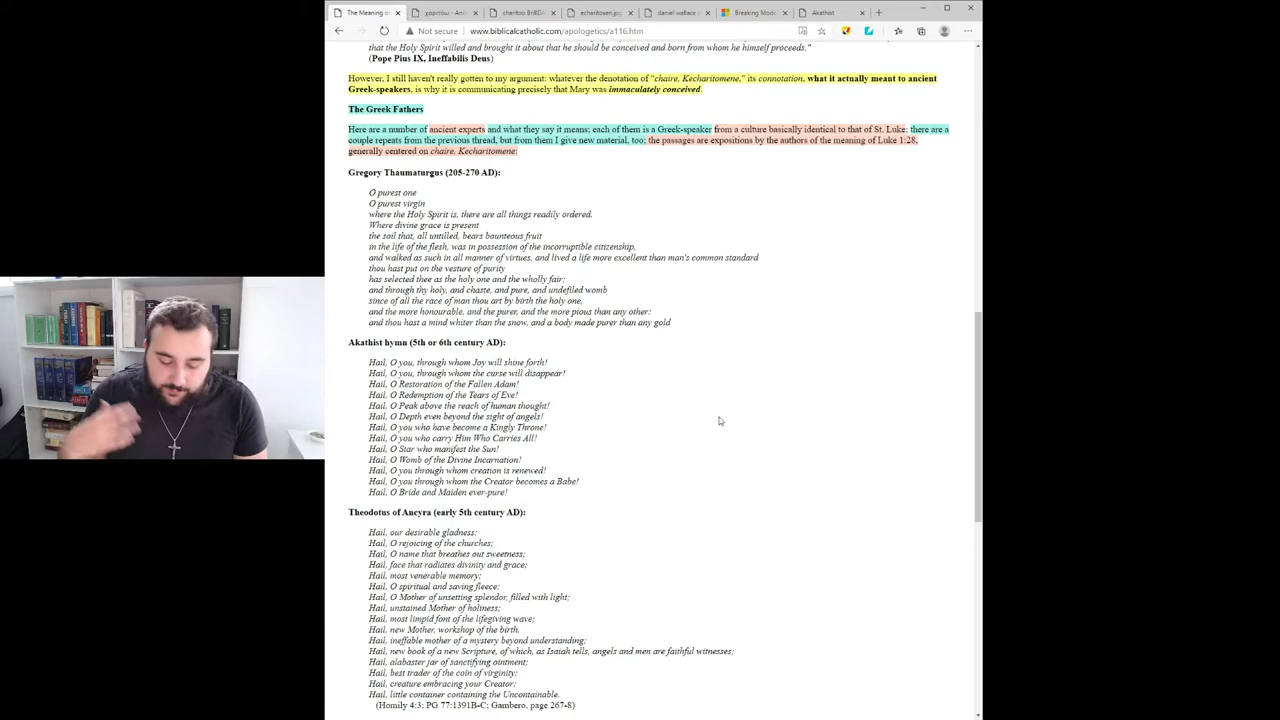 The Meaning of
χαριτόω - Anci
charitoo BrillDA
echaritosen.jpg
daniel wallace
Breaking Mode
Akathist
Not secure
www.biblicalcatholic.com/apologetics/a116.htm
that the Holy Spirit willed and brought it about that he should be conceived and born from whom he himself proceeds."
(Pope Pius IX, Ineffabilis Deus)
However, I still haven't really gotten to my argument: whatever the denotation of "chaire, Kecharitomene," its connotation, what it actually meant to ancient
Greek-speakers, is why it is communicating precisely that Mary was immaculately conceived.
The Greek Fathers
Here are a number of ancient experts and what they say it means; each of them is a Greek-speaker from a culture basically identical to that of St. Luke; there are a
couple repeats from the previous thread, but from them I give new material, too; the passages are expositions by the authors of the meaning of Luke 1:28,
generally centered on chaire, Kecharitomene:
Gregory Thaumaturgus (205-270 AD):
O purest one
O purest virgin
where the Holy Spirit is, there are all things readily ordered.
Where divine grace is present
the soil that, all untilled, bears bounteous fruit
in the life of the flesh, was in possession of the incorruptible citizenship,
and walked as such in all manner of virtues, and lived a life more excellent than man's common standard
thou hast put on the vesture of purity
has selected thee as the holy one and the wholly fair;
and through thy holy, and chaste, and pure, and undefiled womb
since of all the race of man thou art by birth the holy one,
and the more honourable, and the purer, and the more pious than any other:
and thou hast a mind whiter than the snow, and a body made purer than any gold
Akathist hymn (5th or 6th century AD):
Hail, O you, through whom Joy will shine forth!
Hail, O you, through whom the curse will disappear!
Hail, O Restoration of the Fallen Adam!
Hail, O Redemption of the Tears of Eve!
Hail, O Peak above the reach of human thought!
Hail, O Depth even beyond the sight of angels!
Hail, O you who have become a Kingly Throne!
Hail, O you who carry Him Who Carries All!
Hail, O Star who manifest the Sun!
Hail, O Womb of the Divine Incarnation!
Hail, O you through whom creation is renewed!
Hail, O you through whom the Creator becomes a Babe!
Hail, O Bride and Maiden ever-pure!
Theodotus of Ancyra (early 5th century AD):
Hail, our desirable gladness;
Hail, O rejoicing of the churches;
Hail, O name that breathes out sweetness;
Hail, face that radiates divinity and grace;
Hail, most venerable memory;
Hail, O spiritual and saving fleece;
Hail, O Mother of unsetting splendor, filled with light;
Hail, unstained Mother of holiness;
Hail, most limpid font of the lifegiving wave;
Hail, new Mother, workshop of the birth.
Hail, ineffable mother of a mystery beyond understanding;
Hail, new book of a new Scripture, of which, as Isaiah tells, angels and men are faithful witnesses;
Hail, alabaster jar of sanctifying ointment;
Hail, best trader of the coin of virginity;
Hail, creature embracing your Creator;
Hail, little container containing the Uncontainable.
(Homily 4:3; PG 77:1391B-C; Gambero, page 267-8)